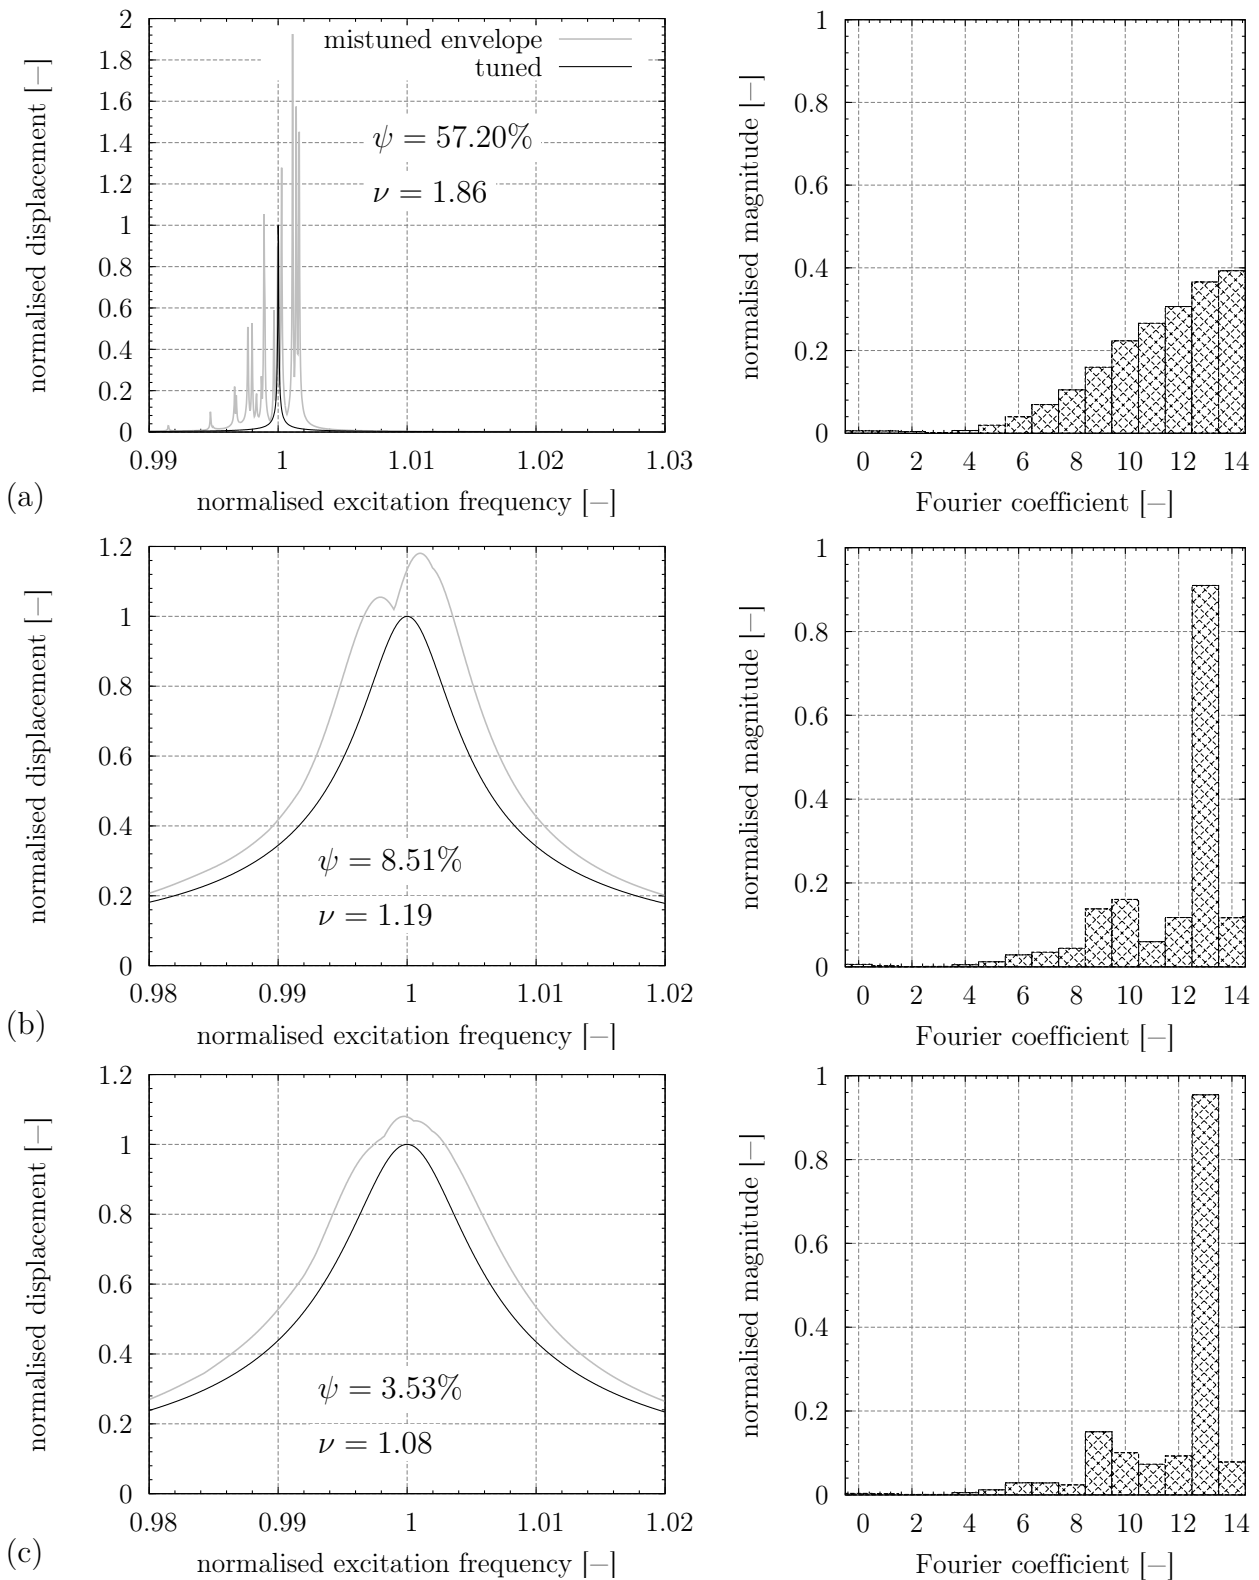 mistuned envelope
tuned
ψ = 57.20%
ν = 1.86
normalised displacement [−]
2
1.8
1.6
1.4
1.2
1
0.8
0.6
0.4
0.2
0
0.99 1 1.01 1.02 1.03
normalised excitation frequency [−]
normalised magnitude [−]
1
0.8
0.6
0.4
0.2
0
0 2 4 6 8 10 12 14
Fourier coefficient [−]
(a)
normalised displacement [−]
1.2
1
0.8
0.6
0.4
0.2
0
ψ = 8.51%
ν = 1.19
0.98 0.99 1 1.01 1.02
normalised excitation frequency [−]
normalised magnitude [−]
1
0.8
0.6
0.4
0.2
0
0 2 4 6 8 10 12 14
Fourier coefficient [−]
(b)
normalised displacement [−]
1.2
1
0.8
0.6
0.4
0.2
0
ψ = 3.53%
ν = 1.08
0.98 0.99 1 1.01 1.02
normalised excitation frequency [−]
normalised magnitude [−]
1
0.8
0.6
0.4
0.2
0
0 2 4 6 8 10 12 14
Fourier coefficient [−]
(c)